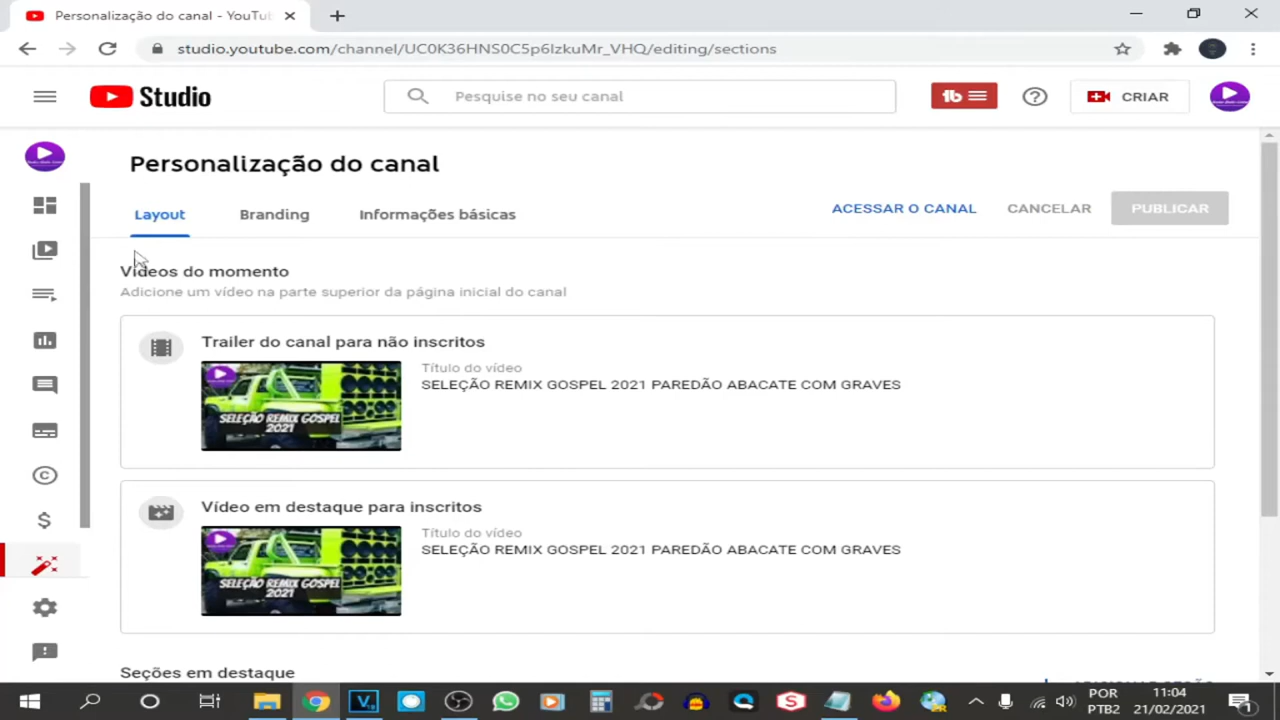 Personalização do canal - YouTu
studio.youtube.com/channel/UC0K36HNS0C5p6IzkuMr_VHQ/editing/sections
Studio
Pesquise no seu canal
CRIAR
Personalização do canal
Layout
Branding
Informações básicas
ACESSAR O CANAL
CANCELAR
PUBLICAR
Vídeos do momento
Adicione um vídeo na parte superior da página inicial do canal
Trailer do canal para não inscritos
SELEÇÃO REMIX GOSPEL
2021
Título do vídeo
SELEÇÃO REMIX GOSPEL 2021 PAREDÃO ABACATE COM GRAVES
Vídeo em destaque para inscritos
SELEÇÃO REMIX GOSPEL
2021
Título do vídeo
SELEÇÃO REMIX GOSPEL 2021 PAREDÃO ABACATE COM GRAVES
Seções em destaque
POR
PTB2
11:04
21/02/2021
1